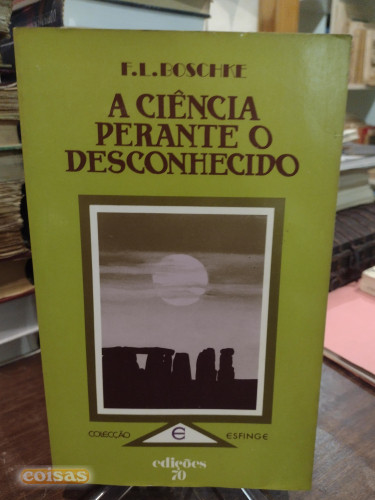 F. L. BOSCHKE
A CIÊNCIA
PERANTE O
DESCONHECIDO
COLECÇÃO E ESFINGE
edições
70
coisas